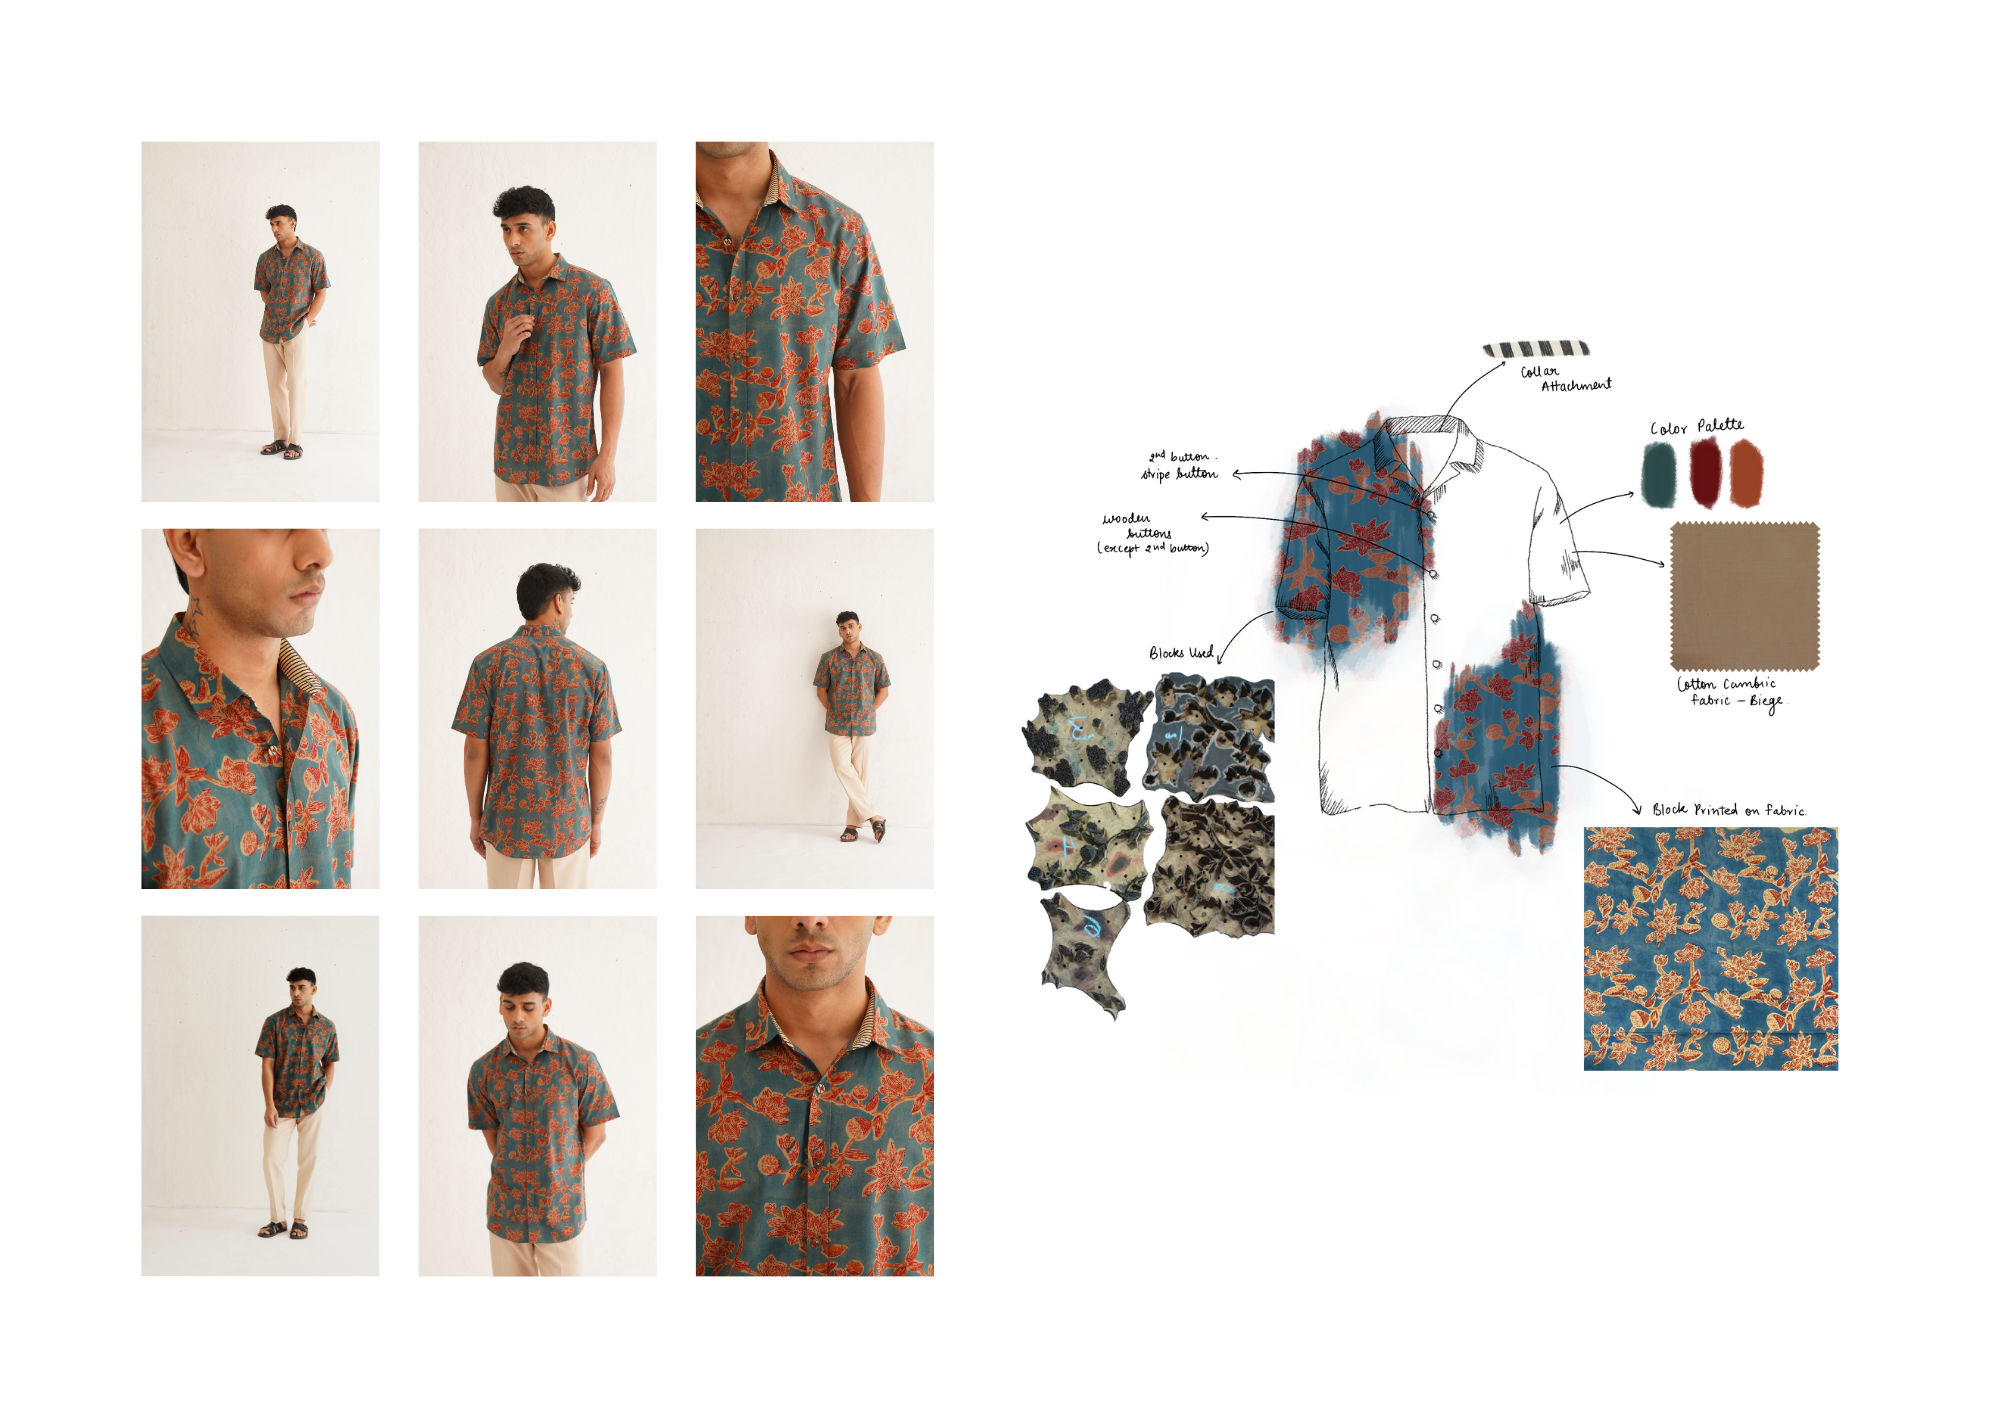 Collar
Attachment
Color Palette
2nd button.
stripe button
wooden
buttons
(except 2nd button)
Blocks Used
Cotton Cambric
fabric – Biege.
Block Printed on fabric.